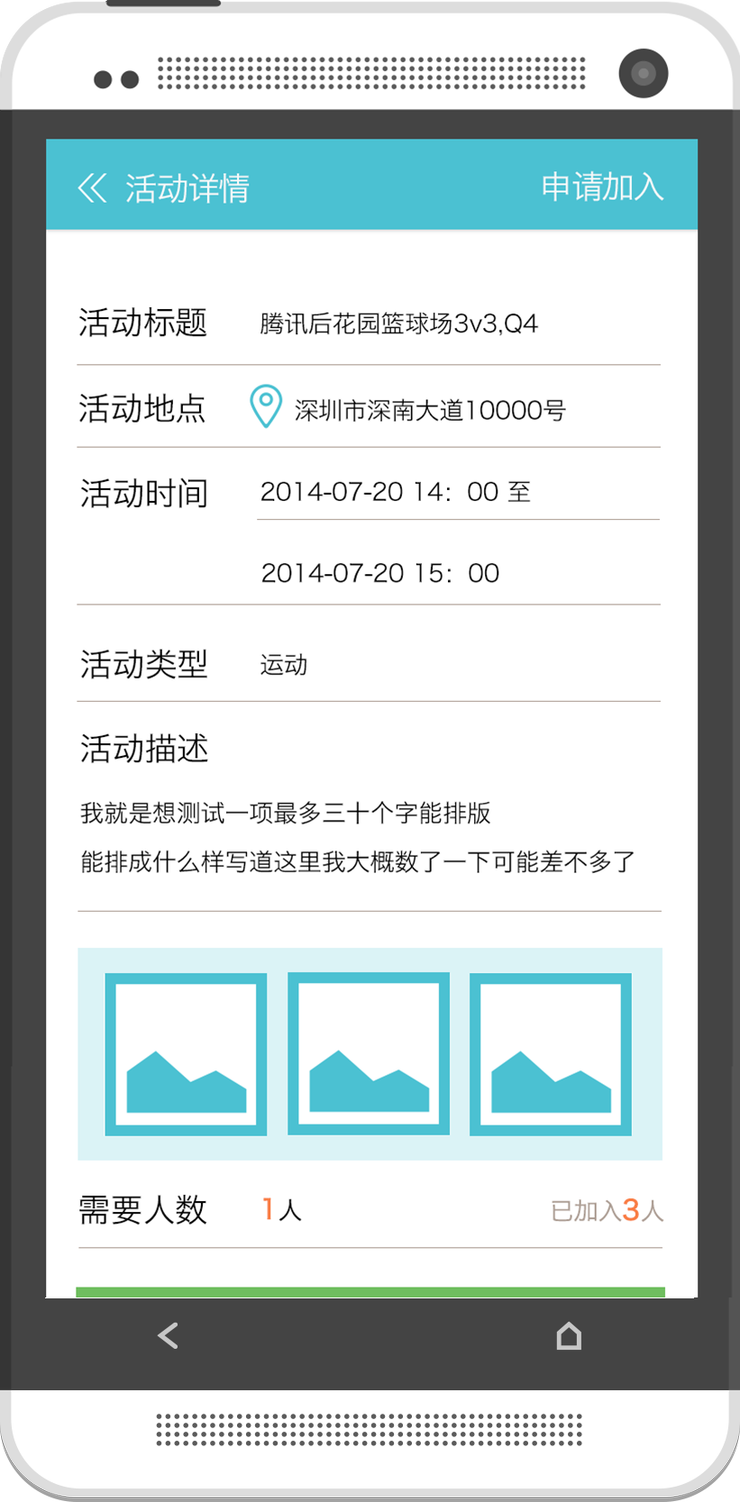 活动详情 申请加入
活动标题 腾讯后花园篮球场3v3,Q4
活动地点 深圳市深南大道10000号
活动时间 2014-07-20 14：00 至
2014-07-20 15：00
活动类型 运动
活动描述
我就是想测试一项最多三十个字能排版
能排成什么样写道这里我大概数了一下可能差不多了
需要人数 1人 已加入3人